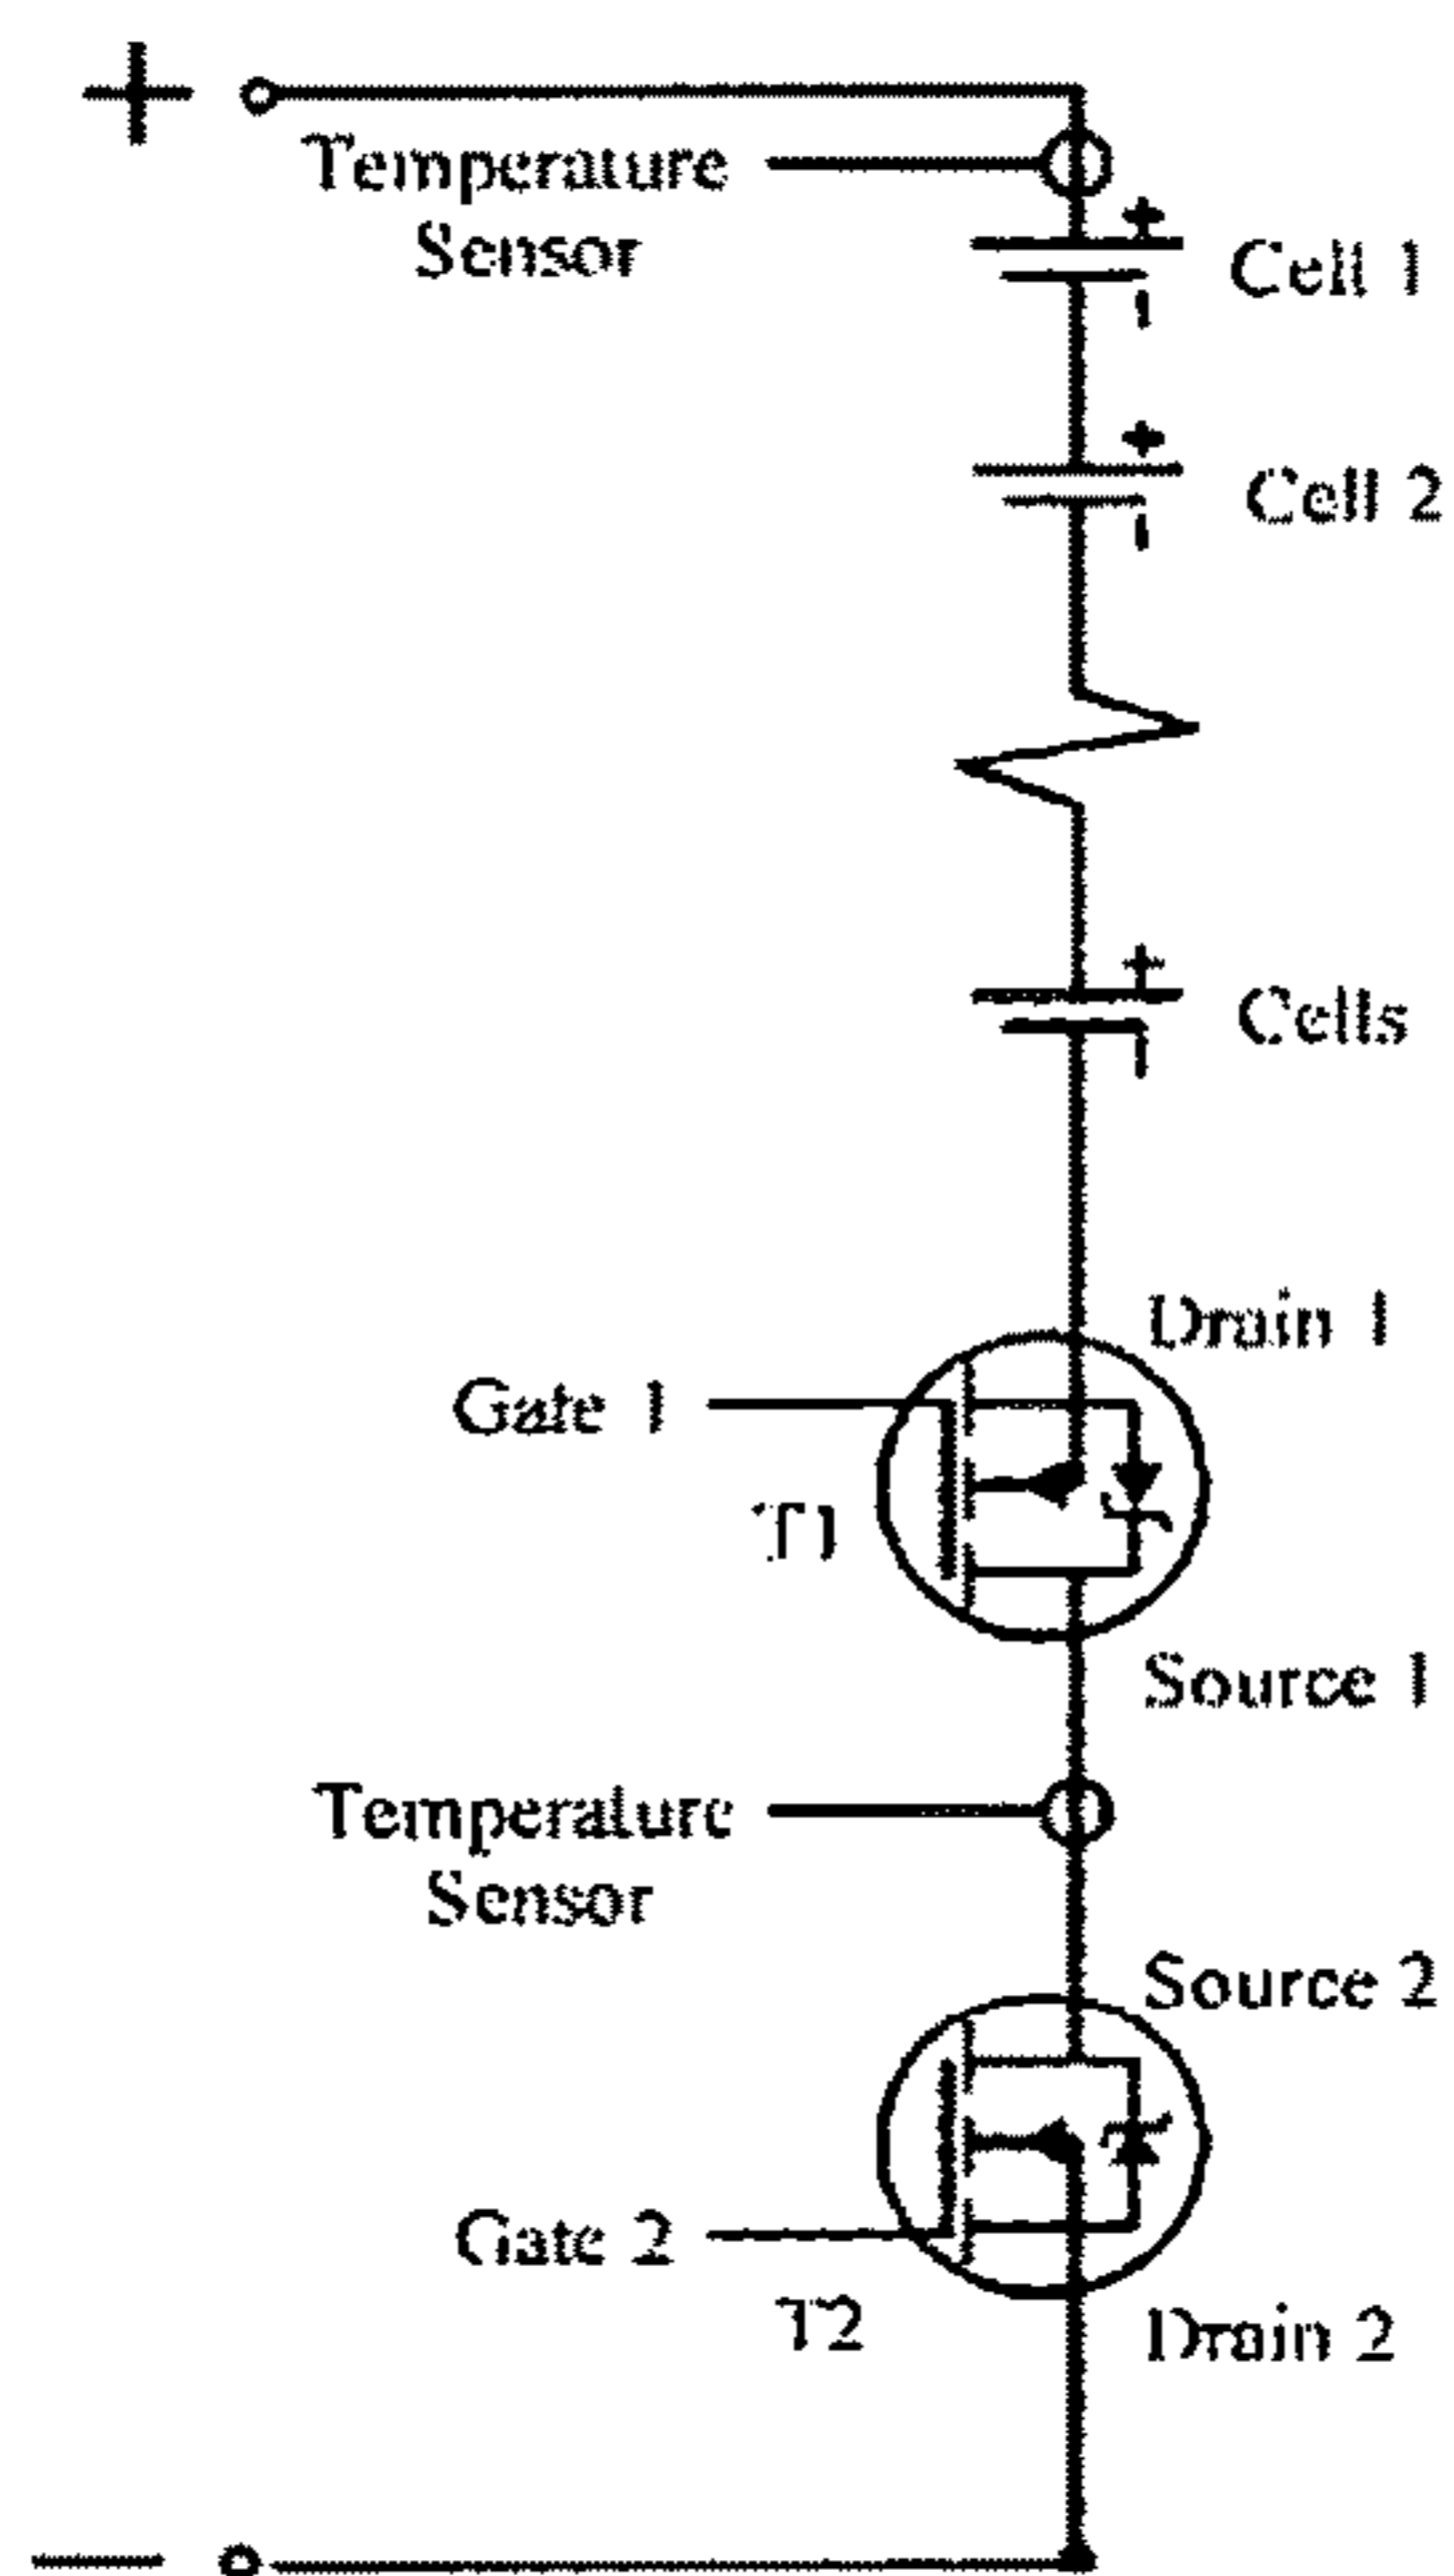 +
Temperature
Sensor
+
Cell 1
-
+
Cell 2
-
+
Cells
-
Drain 1
Gate 1
T1
Source 1
Temperature
Sensor
Source 2
Gate 2
T2
Drain 2
—